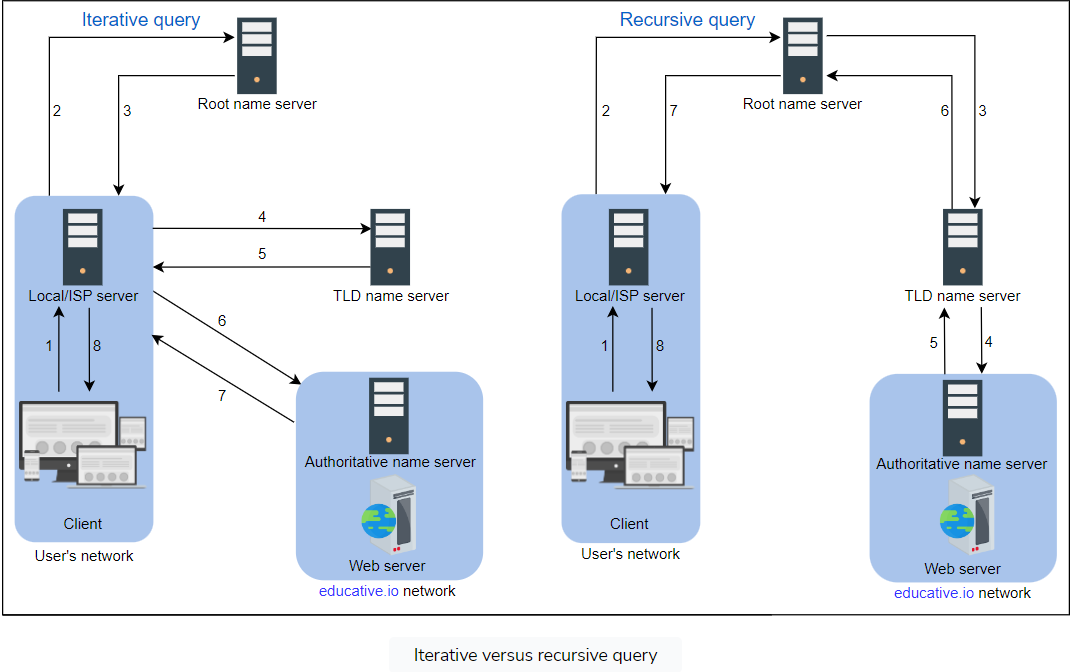 Iterative query
Root name server
2
3
Local/ISP server
4
5
TLD name server
1
8
6
7
Authoritative name server
Client
User's network
Web server
educative.io network
Recursive query
Root name server
2
7
6
3
Local/ISP server
TLD name server
1
8
5
4
Authoritative name server
Client
User's network
Web server
educative.io network
Iterative versus recursive query